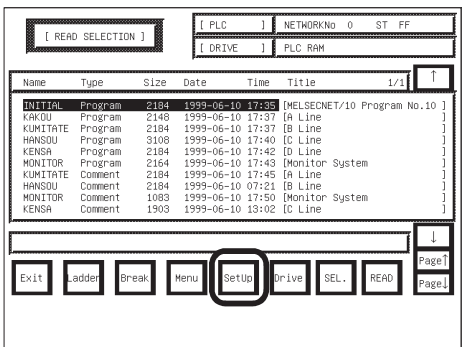 [ READ SELECTION ]
[ PLC ] NETWORKNo 0 ST FF
[ DRIVE ] PLC RAM
Name Type Size Date Time Title 1/1 ↑
INITIAL Program 2184 1999-06-10 17:35 [MELSECNET/10 Program No.10 ]
KAKOU Program 2148 1999-06-10 17:37 [A Line ]
KUMITATE Program 2184 1999-06-10 17:37 [B Line ]
HANSOU Program 3108 1999-06-10 17:40 [C Line ]
KENSA Program 2184 1999-06-10 17:42 [D Line ]
MONITOR Program 2164 1999-06-10 17:43 [Monitor System ]
KUMITATE Comment 2184 1999-06-10 17:45 [A Line ]
HANSOU Comment 2184 1999-06-10 07:21 [B Line ]
MONITOR Comment 1083 1999-06-10 17:50 [Monitor System ]
KENSA Comment 1903 1999-06-10 13:02 [C Line ]
↓
Page↑
Exit Ladder Break Menu SetUp Drive SEL. READ Page↓